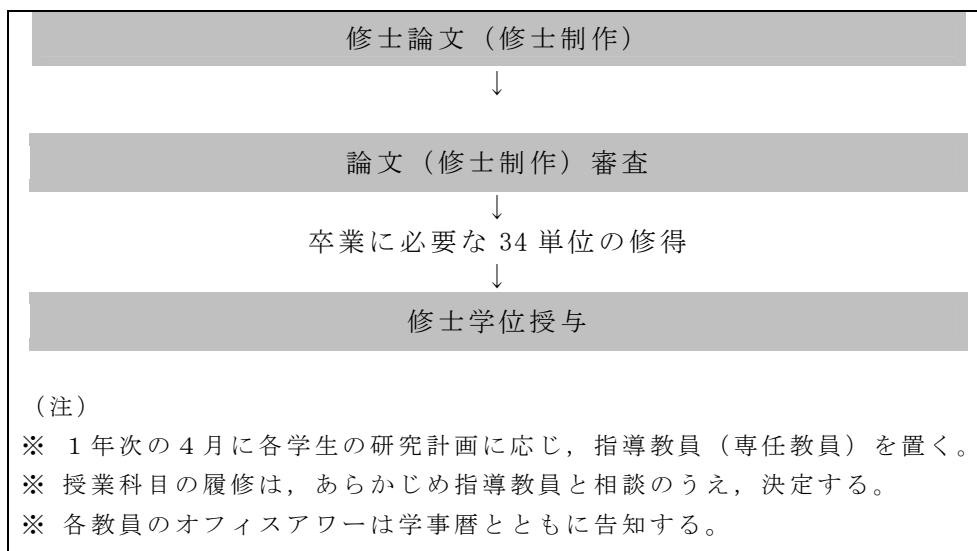 修士論文（修士制作）
↓
論文（修士制作）審査
↓
卒業に必要な 34 単位の修得
↓
修士学位授与
（注）
※ 1年次の4月に各学生の研究計画に応じ，指導教員（専任教員）を置く。
※ 授業科目の履修は，あらかじめ指導教員と相談のうえ，決定する。
※ 各教員のオフィスアワーは学事暦とともに告知する。